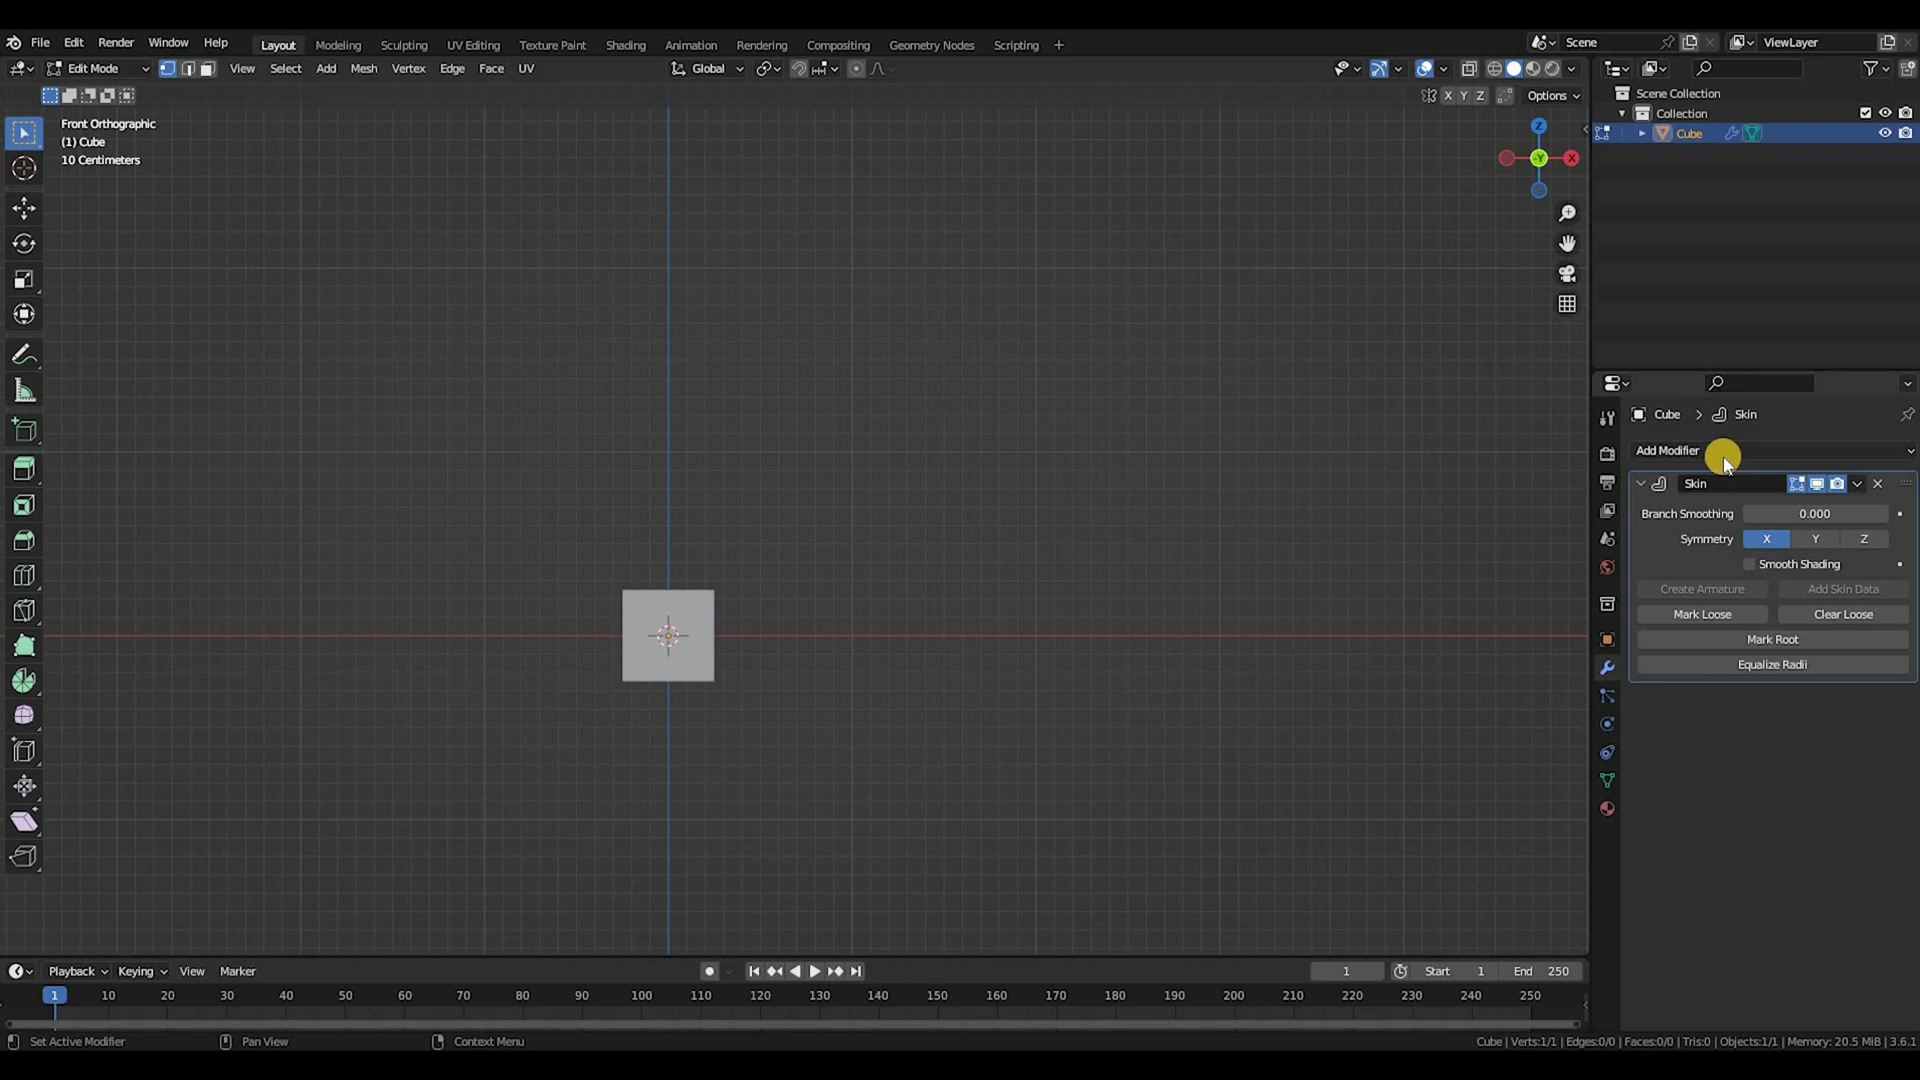 File Edit Render Window Help Layout Modeling Sculpting UV Editing Texture Paint Shading Animation Rendering Compositing Geometry Nodes Scripting + Scene ViewLayer
Edit Mode View Select Add Mesh Vertex Edge Face UV Global
X Y Z Options
Front Orthographic
(1) Cube
10 Centimeters
Z
-Y X
Scene Collection
Collection
Cube
Cube > Skin
Add Modifier
Skin
Branch Smoothing 0.000
Symmetry X Y Z
Smooth Shading
Create Armature Add Skin Data
Mark Loose Clear Loose
Mark Root
Equalize Radii
Playback Keying View Marker 1 Start 1 End 250
1 10 20 30 40 50 60 70 80 90 100 110 120 130 140 150 160 170 180 190 200 210 220 230 240 250
Set Active Modifier Pan View Context Menu Cube | Verts:1/1 | Edges:0/0 | Faces:0/0 | Tris:0 | Objects:1/1 | Memory: 20.5 MiB | 3.6.1